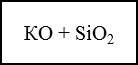 KO + SiO₂